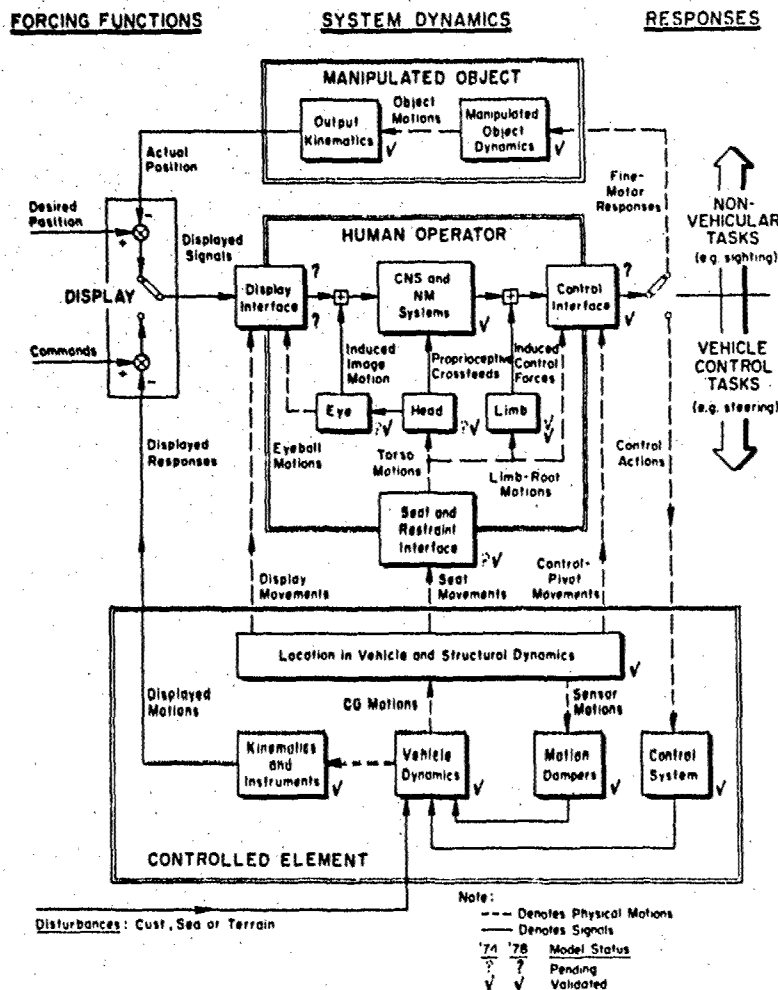 FORCING FUNCTIONS
SYSTEM DYNAMICS
RESPONSES
MANIPULATED OBJECT
Output
Kinematics
√
Object
Motions
Manipulated
Object
Dynamics
√
Actual
Position
Fine-
Motor
Responses
NON-
VEHICULAR
TASKS
(e.g. sighting)
Desired
Position
-
+
Displayed
Signals
DISPLAY
Commands
+
-
HUMAN OPERATOR
Display
Interface
?
?
CNS and
NM
Systems
√
Control
Interface
?
√
VEHICLE
CONTROL
TASKS
(e.g. steering)
Induced
Image
Motion
Proprioceptive
Crossfeeds
Induced
Control
Forces
Eye
?√
Head
?√
Limb
√
√
Displayed
Responses
Eyeball
Motions
Torso
Motions
Limb-Root
Motions
Control
Actions
Seat and
Restraint
Interface
?√
Display
Movements
Seat
Movements
Control-
Pivot
Movements
Location in Vehicle and Structural Dynamics
√
Displayed
Motions
CG Motions
Sensor
Motions
Kinematics
and
Instruments
√
Vehicle
Dynamics
√
Motion
Dampers
√
Control
System
√
CONTROLLED ELEMENT
Disturbances: Cust, Sea or Terrain
Note:
--- Denotes Physical Motions
— Denotes Signals
'74 '78 Model Status
? ? Pending
√ √ Validated